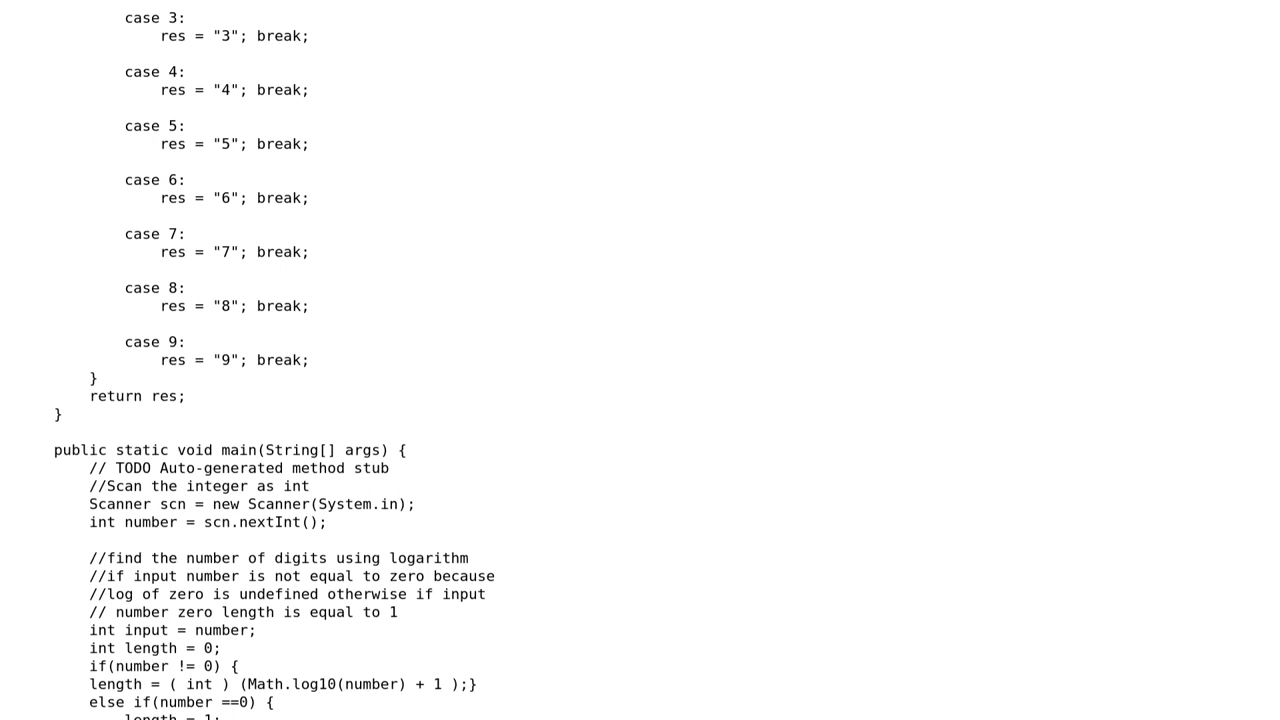 case 3:
res = "3"; break;
case 4:
res = "4"; break;
case 5:
res = "5"; break;
case 6:
res = "6"; break;
case 7:
res = "7"; break;
case 8:
res = "8"; break;
case 9:
res = "9"; break;
}
return res;
}
public static void main(String[] args) {
// TODO Auto-generated method stub
//Scan the integer as int
Scanner scn = new Scanner(System.in);
int number = scn.nextInt();
//find the number of digits using logarithm
//if input number is not equal to zero because
//log of zero is undefined otherwise if input
// number zero length is equal to 1
int input = number;
int length = 0;
if(number != 0) {
length = ( int ) (Math.log10(number) + 1 );}
else if(number ==0) {
length = 1;